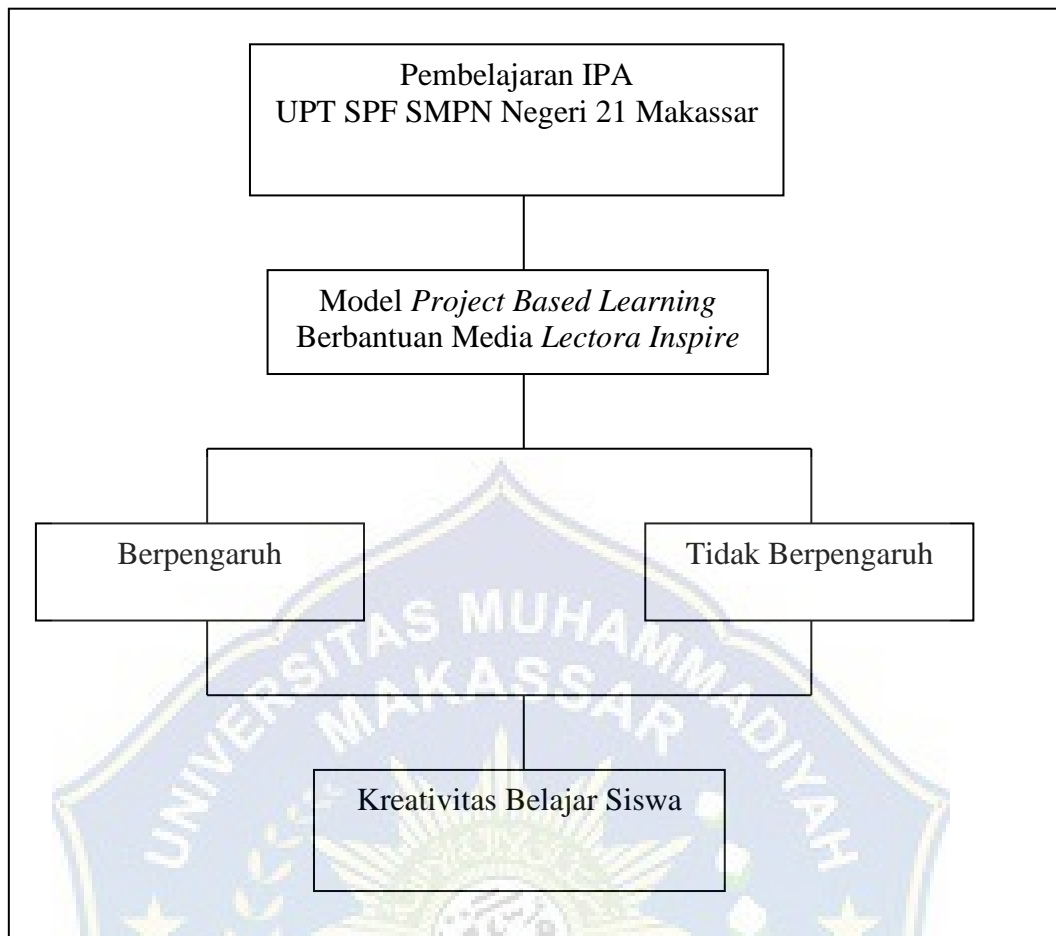 Pembelajaran IPA
UPT SPF SMPN Negeri 21 Makassar
Model Project Based Learning
Berbantuan Media Lectora Inspire
Berpengaruh
Tidak Berpengaruh
UNIVERSITAS MUHAMMADIYAH
MAKASSAR
Kreativitas Belajar Siswa